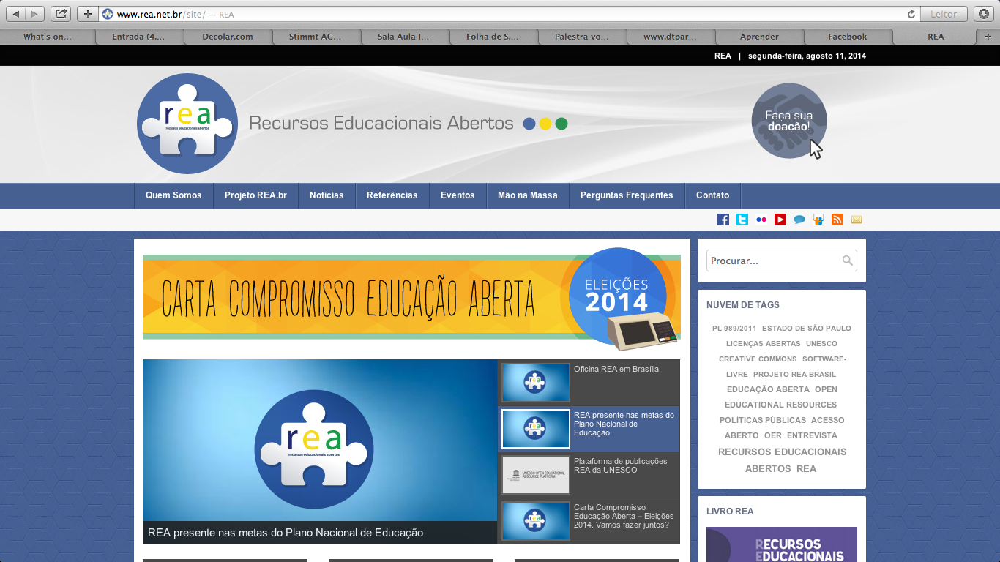 www.rea.net.br/site/ — REA
Leitor
What's on...
Entrada (4....
Decolar.com
Stimmt AG...
Sala Aula I...
Folha de S....
Palestra vo...
www.dtpar...
Aprender
Facebook
REA
REA | segunda-feira, agosto 11, 2014
rea
recursos educacionais abertos
Recursos Educacionais Abertos
Faça sua
doação!
Quem Somos
Projeto REA.br
Notícias
Referências
Eventos
Mão na Massa
Perguntas Frequentes
Contato
CARTA COMPROMISSO EDUCAÇÃO ABERTA
ELEIÇÕES
2014
Procurar...
NUVEM DE TAGS
PL 989/2011 ESTADO DE SÃO PAULO
LICENÇAS ABERTAS UNESCO
CREATIVE COMMONS SOFTWARE-
LIVRE PROJETO REA BRASIL
EDUCAÇÃO ABERTA OPEN
EDUCATIONAL RESOURCES
POLÍTICAS PÚBLICAS ACESSO
ABERTO OER ENTREVISTA
RECURSOS EDUCACIONAIS
ABERTOS REA
rea
recursos educacionais abertos
REA presente nas metas do Plano Nacional de Educação
rea
Oficina REA em Brasília
rea
REA presente nas metas do
Plano Nacional de
Educação
UNESCO OPEN EDUCATIONAL
RESOURCE PLATFORM
Plataforma de publicações
REA da UNESCO
rea
Carta Compromisso
Educação Aberta – Eleições
2014. Vamos fazer juntos?
LIVRO REA
RECURSOS
EDUCACIONAIS